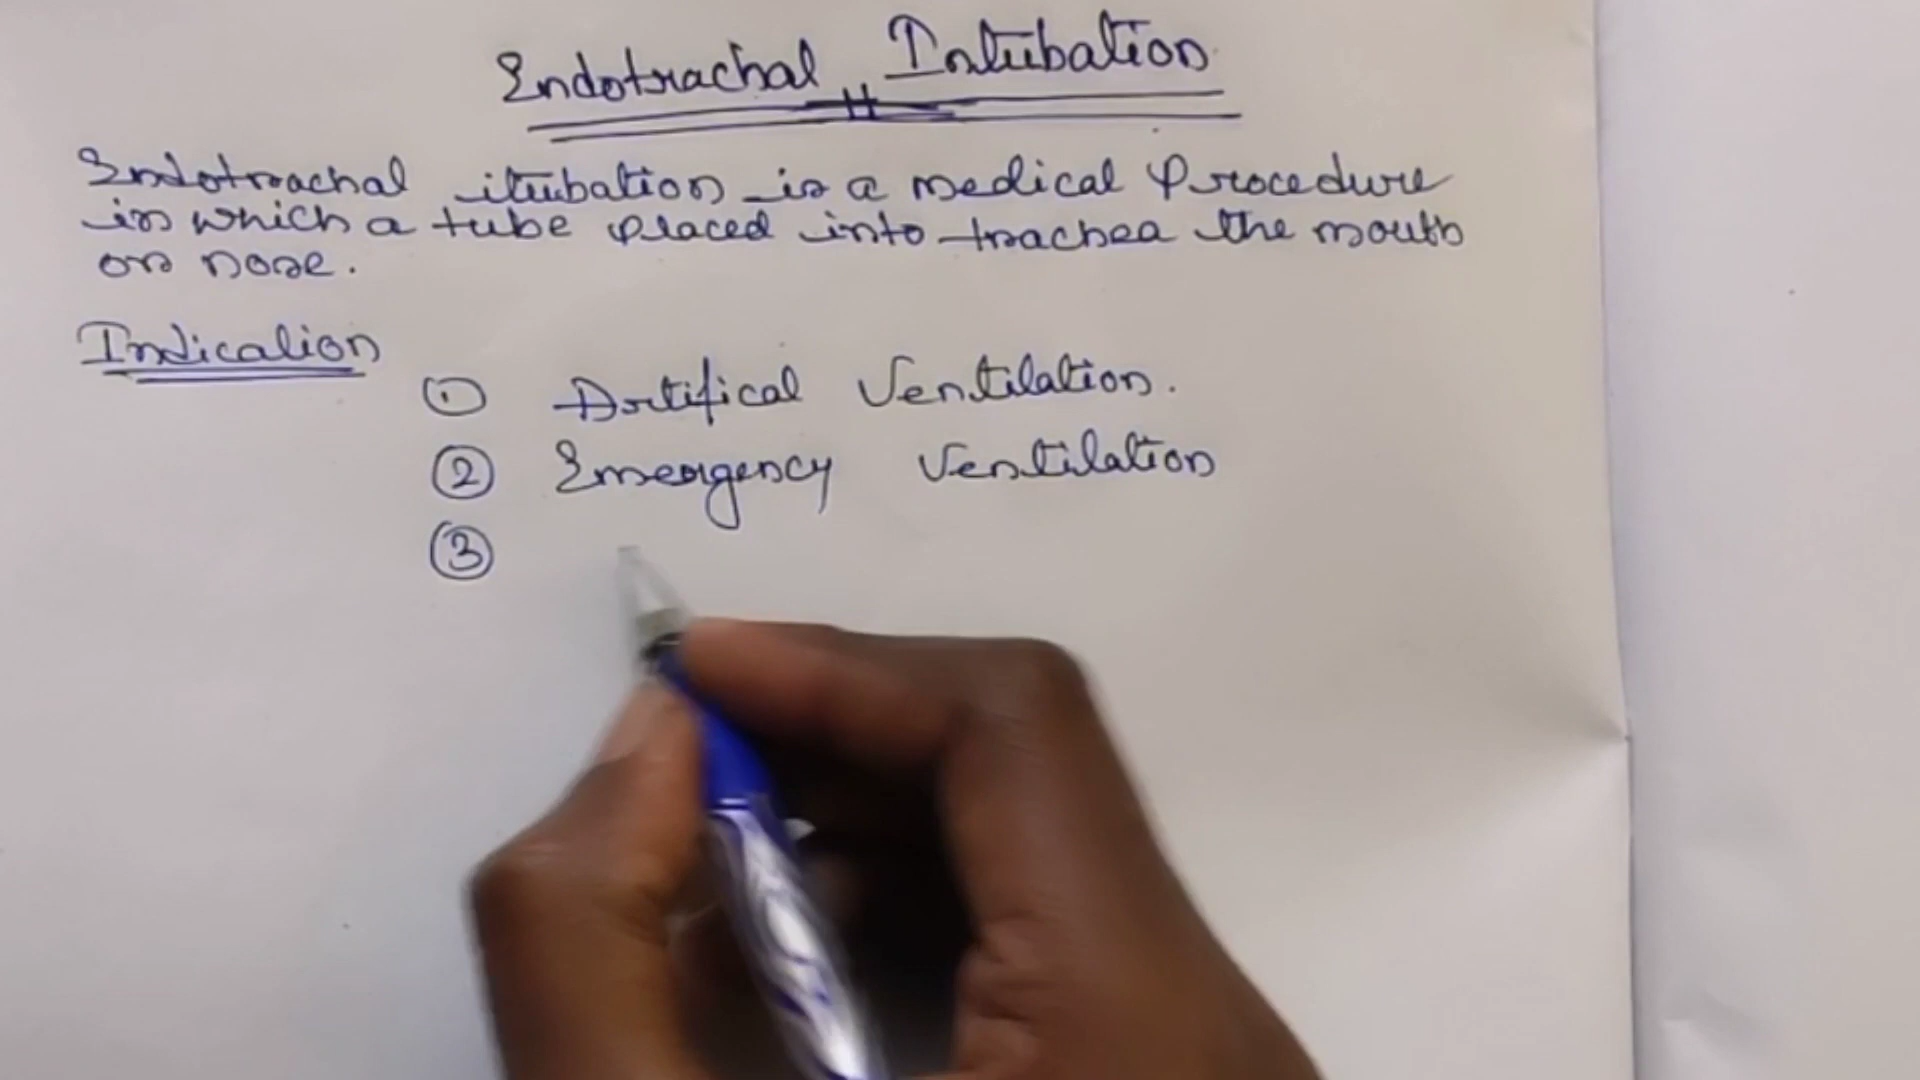 Endotrachal Intubation
Endotrachal itubation is a medical procedure
in which a tube placed into trachea the mouth
or nose.
Indication
① Artifical Ventilation.
② Emergency Ventilation
③